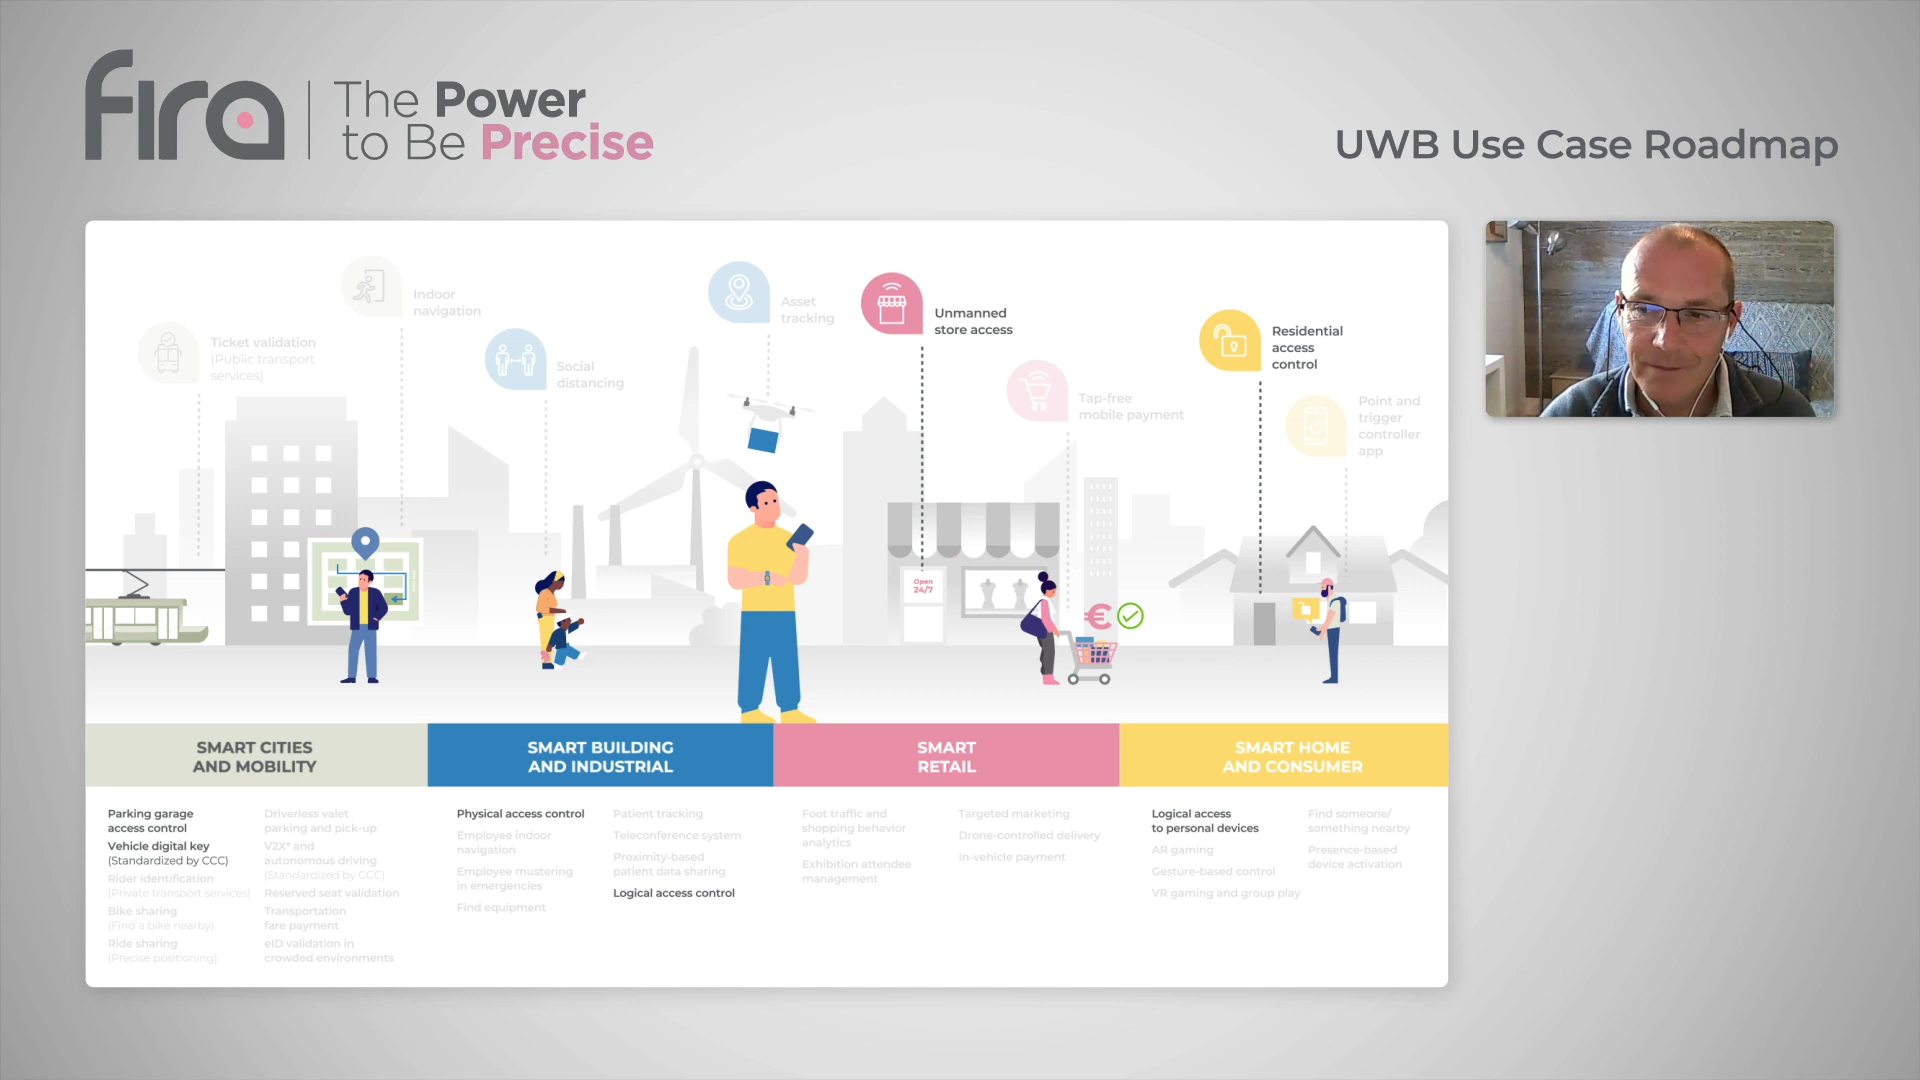 fira
The Power
to Be Precise
UWB Use Case Roadmap
Indoor
navigation
Ticket validation
(Public transport
services)
Social
distancing
Asset
tracking
Unmanned
store access
Tap-free
mobile payment
Residential
access
control
Point and
trigger
controller
app
Open
24/7
€
SMART CITIES
AND MOBILITY
SMART BUILDING
AND INDUSTRIAL
SMART
RETAIL
SMART HOME
AND CONSUMER
Parking garage
access control
Vehicle digital key
(Standardized by CCC)
Rider identification
(Private transport services)
Bike sharing
(Find a bike nearby)
Ride sharing
(Precise positioning)
Driverless valet
parking and pick-up
V2X* and
autonomous driving
(Standardized by CCC)
Reserved seat validation
Transportation
fare payment
eID validation in
crowded environments
Physical access control
Employee indoor
navigation
Employee mustering
in emergencies
Find equipment
Patient tracking
Teleconference system
Proximity-based
patient data sharing
Logical access control
Foot traffic and
shopping behavior
analytics
Exhibition attendee
management
Targeted marketing
Drone-controlled delivery
In-vehicle payment
Logical access
to personal devices
AR gaming
Gesture-based control
VR gaming and group play
Find someone/
something nearby
Presence-based
device activation